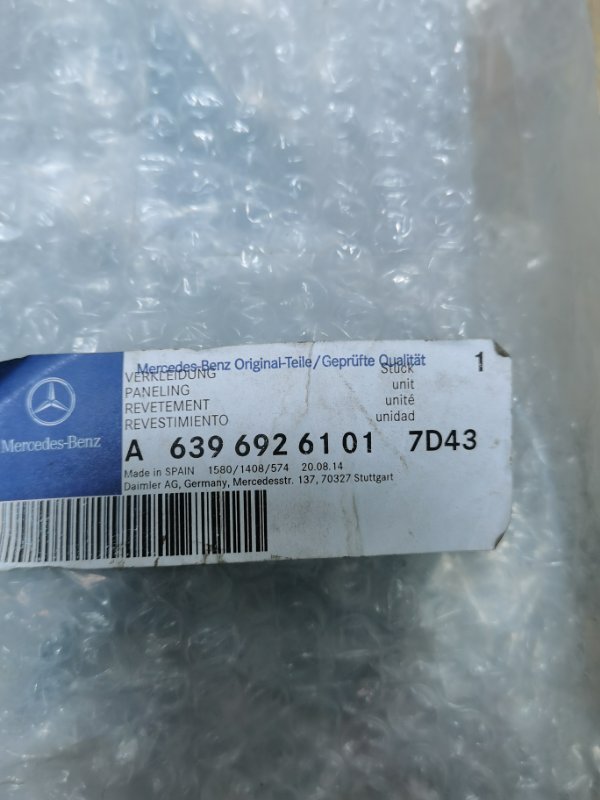 Mercedes-Benz Original-Teile/Geprüfte Qualität
VERKLEIDUNG Stück 1
PANELING unit
REVETEMENT unité
REVESTIMIENTO unidad
Mercedes-Benz
A 639 692 61 01 7D43
Made in SPAIN 1580/1408/574 20.08.14
Daimler AG, Germany, Mercedesstr. 137, 70327 Stuttgart